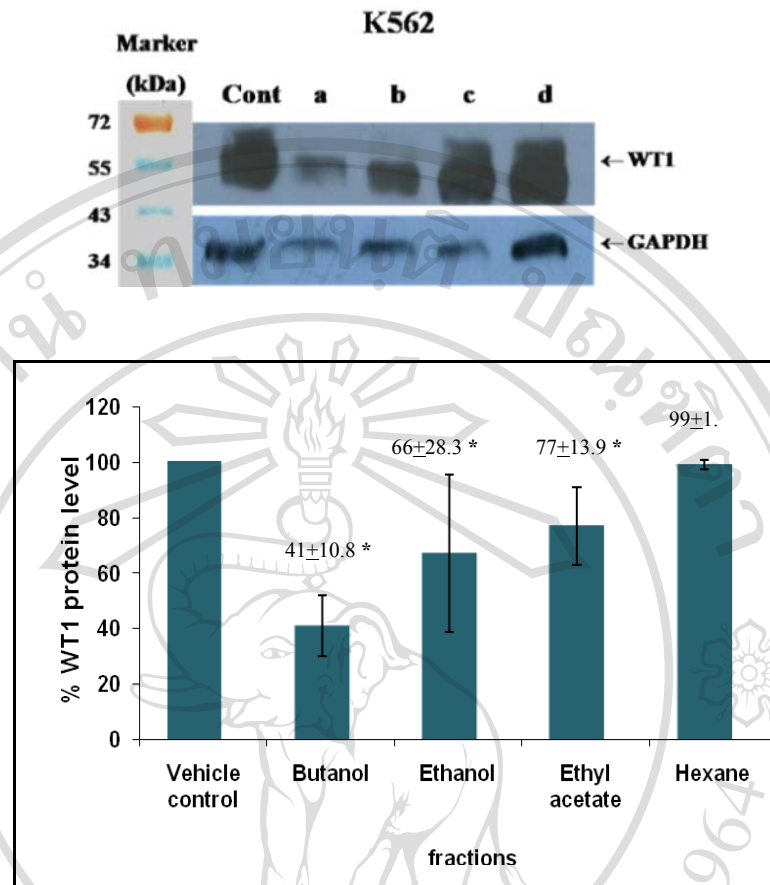 K562
Marker
(kDa)
Cont a b c d
72
55
43
34
←WT1
←GAPDH
120
100
80
60
40
20
0
% WT1 protein level
41±10.8 *
66±28.3 *
77±13.9 *
99±1.
Vehicle control
Butanol
Ethanol
Ethyl acetate
Hexane
fractions
964